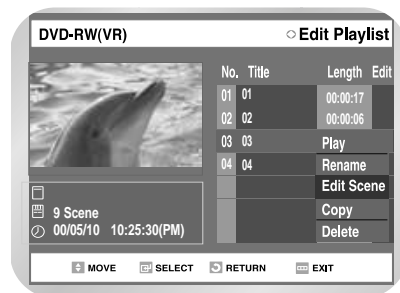 DVD-RW(VR) Edit Playlist
No. Title Length Edit
01 01 00:00:17
02 02 00:00:06
03 03 Play
04 04 Rename
Edit Scene
Copy
Delete
9 Scene
00/05/10 10:25:30(PM)
MOVE SELECT RETURN EXIT